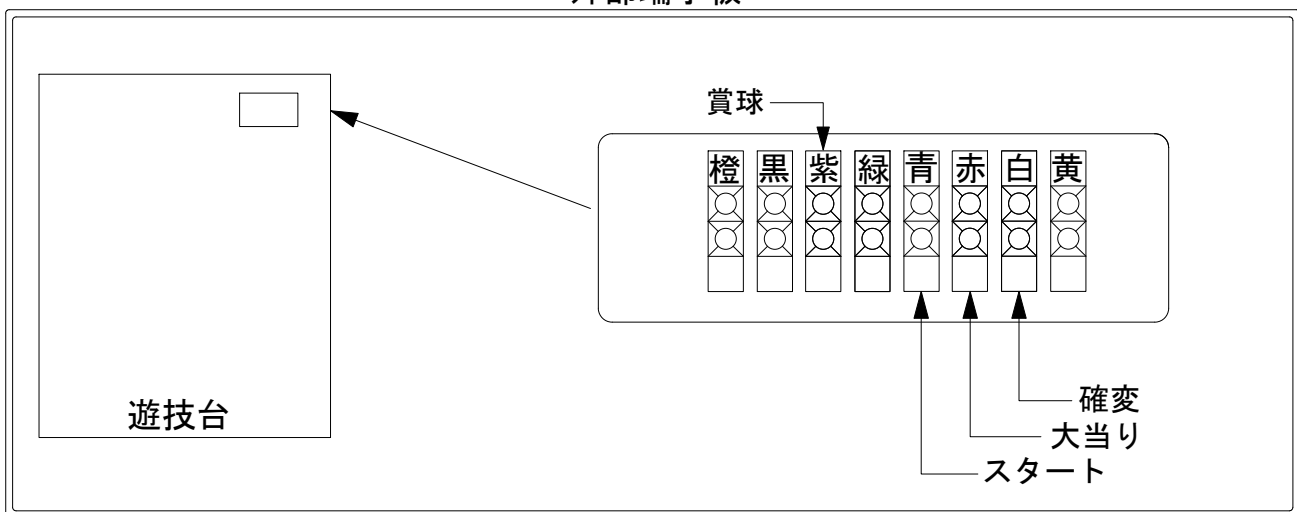 賞球
橙 黒 紫 緑 青 赤 白 黄
遊技台
確変
大当り
スタート